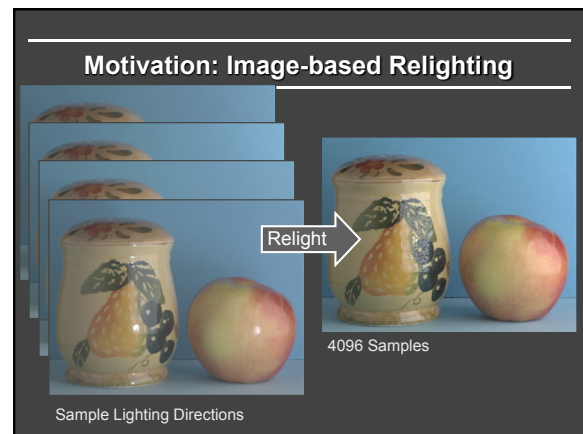 Motivation: Image-based Relighting
Relight
4096 Samples
Sample Lighting Directions